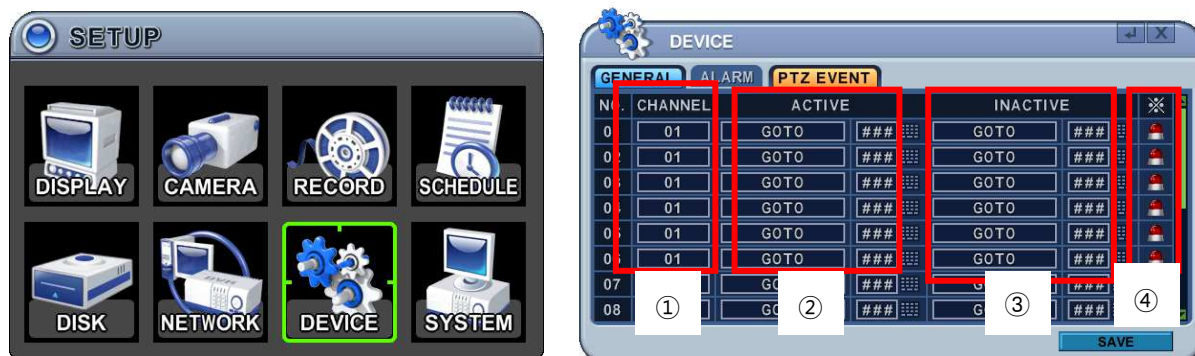 SETUP
DISPLAY CAMERA RECORD SCHEDULE
DISK NETWORK DEVICE SYSTEM
DEVICE X
GENERAL ALARM PTZ EVENT
NO. CHANNEL ACTIVE INACTIVE ※
01 GOTO ### GOTO ###
01 GOTO ### GOTO ###
01 GOTO ### GOTO ###
01 GOTO ### GOTO ###
01 GOTO ### GOTO ###
01 GOTO ### GOTO ###
07 ### ###
08 ### ###
① ② ③ ④
SAVE